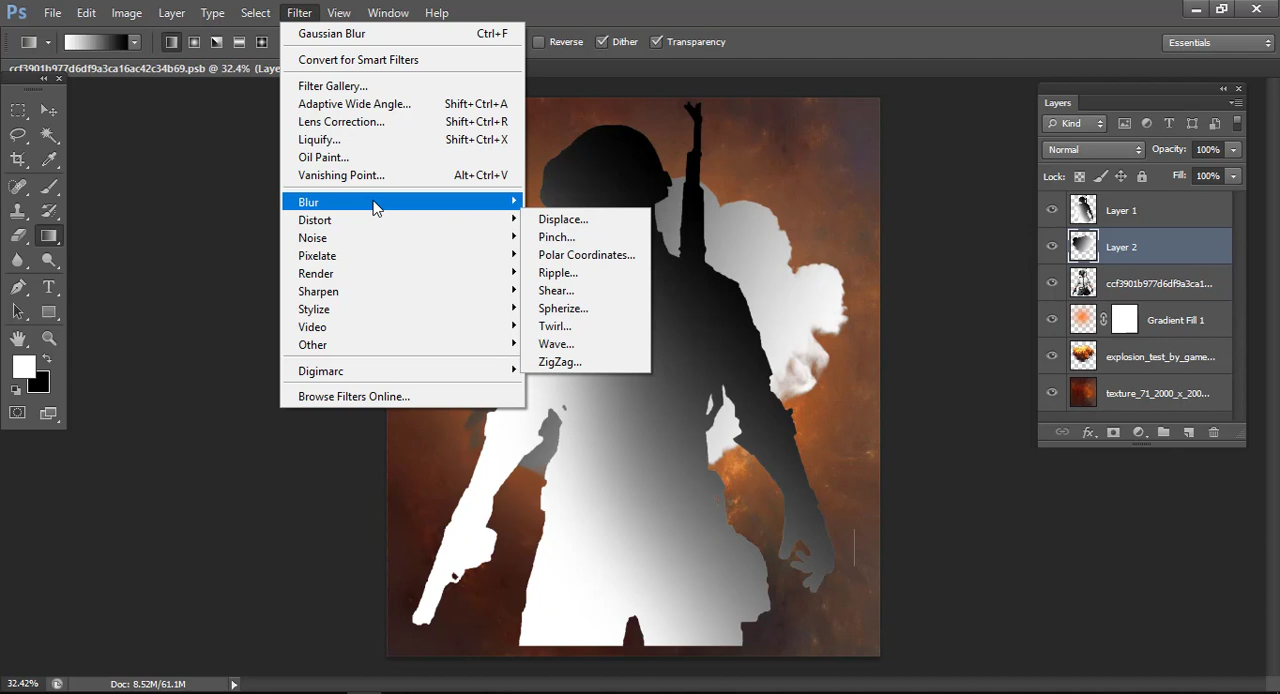 Ps File Edit Image Layer Type Select Filter View Window Help
Reverse Dither Transparency Essentials
ccf3901b977d6df9a3ca16ac42c34b69.psb @ 32.4% (Laye
Gaussian Blur Ctrl+F
Convert for Smart Filters
Filter Gallery...
Adaptive Wide Angle... Shift+Ctrl+A
Lens Correction... Shift+Ctrl+R
Liquify... Shift+Ctrl+X
Oil Paint...
Vanishing Point... Alt+Ctrl+V
Blur
Distort
Noise
Pixelate
Render
Sharpen
Stylize
Video
Other
Digimarc
Browse Filters Online...
Displace...
Pinch...
Polar Coordinates...
Ripple...
Shear...
Spherize...
Twirl...
Wave...
ZigZag...
Layers
Kind
Normal Opacity: 100%
Lock: Fill: 100%
Layer 1
Layer 2
ccf3901b977d6df9a3ca1...
Gradient Fill 1
explosion_test_by_game...
texture_71_2000_x_200...
fx
32.42% Doc: 8.52M/61.1M